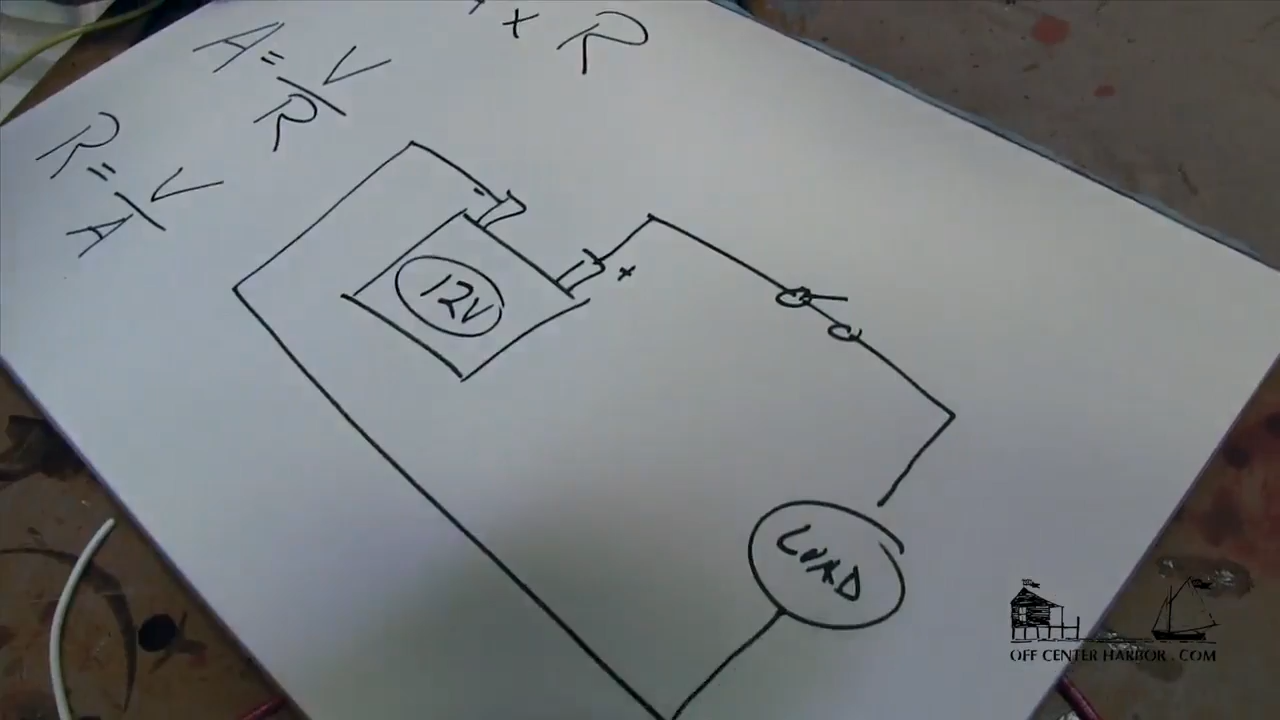 + R
A = V
R
R = V
A
-
+
12V
LOAD
OFF CENTER HARBOR.COM